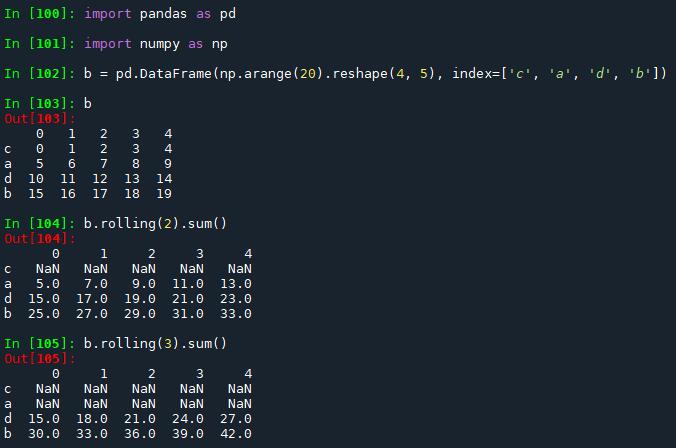 In [100]: import pandas as pd
In [101]: import numpy as np
In [102]: b = pd.DataFrame(np.arange(20).reshape(4, 5), index=['c', 'a', 'd', 'b'])
In [103]: b
Out[103]:
    0   1   2   3   4
c   0   1   2   3   4
a   5   6   7   8   9
d  10  11  12  13  14
b  15  16  17  18  19
In [104]: b.rolling(2).sum()
Out[104]:
      0     1     2     3     4
c   NaN   NaN   NaN   NaN   NaN
a   5.0   7.0   9.0  11.0  13.0
d  15.0  17.0  19.0  21.0  23.0
b  25.0  27.0  29.0  31.0  33.0
In [105]: b.rolling(3).sum()
Out[105]:
      0     1     2     3     4
c   NaN   NaN   NaN   NaN   NaN
a   NaN   NaN   NaN   NaN   NaN
d  15.0  18.0  21.0  24.0  27.0
b  30.0  33.0  36.0  39.0  42.0